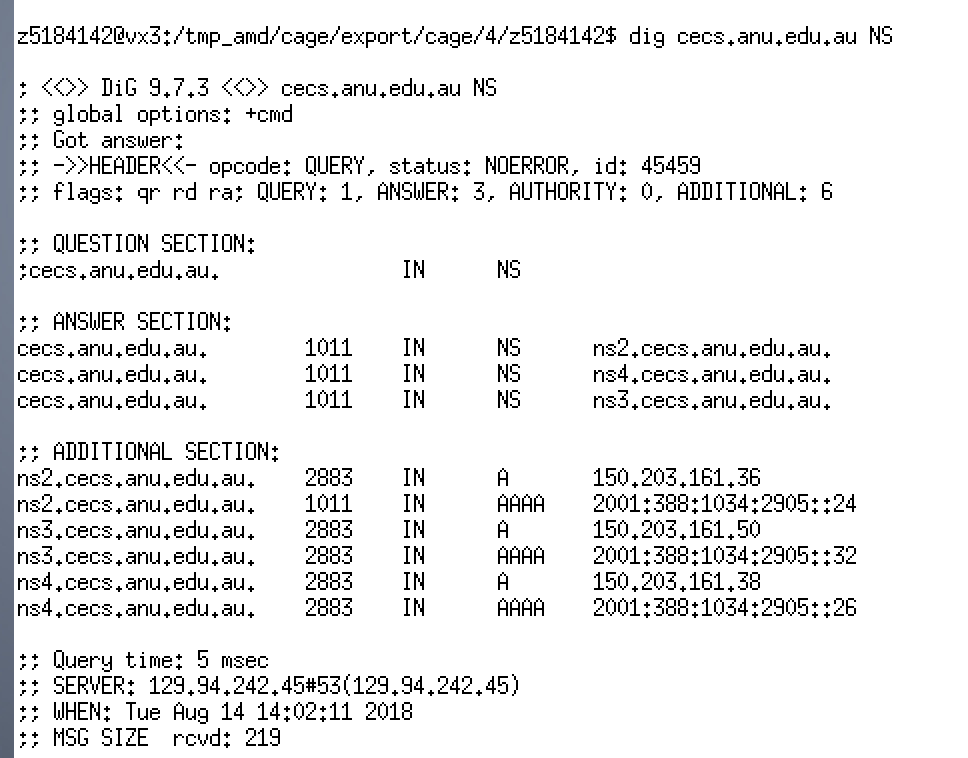 z5184142@vx3:/tmp_amd/cage/export/cage/4/z5184142$ dig cecs.anu.edu.au NS

; <<>> DiG 9.7.3 <<>> cecs.anu.edu.au NS
;; global options: +cmd
;; Got answer:
;; ->>HEADER<<- opcode: QUERY, status: NOERROR, id: 45459
;; flags: qr rd ra; QUERY: 1, ANSWER: 3, AUTHORITY: 0, ADDITIONAL: 6

;; QUESTION SECTION:
;cecs.anu.edu.au.               IN      NS

;; ANSWER SECTION:
cecs.anu.edu.au.        1011    IN      NS      ns2.cecs.anu.edu.au.
cecs.anu.edu.au.        1011    IN      NS      ns4.cecs.anu.edu.au.
cecs.anu.edu.au.        1011    IN      NS      ns3.cecs.anu.edu.au.

;; ADDITIONAL SECTION:
ns2.cecs.anu.edu.au.    2883    IN      A       150.203.161.36
ns2.cecs.anu.edu.au.    1011    IN      AAAA    2001:388:1034:2905::24
ns3.cecs.anu.edu.au.    2883    IN      A       150.203.161.50
ns3.cecs.anu.edu.au.    2883    IN      AAAA    2001:388:1034:2905::32
ns4.cecs.anu.edu.au.    2883    IN      A       150.203.161.38
ns4.cecs.anu.edu.au.    2883    IN      AAAA    2001:388:1034:2905::26

;; Query time: 5 msec
;; SERVER: 129.94.242.45#53(129.94.242.45)
;; WHEN: Tue Aug 14 14:02:11 2018
;; MSG SIZE  rcvd: 219